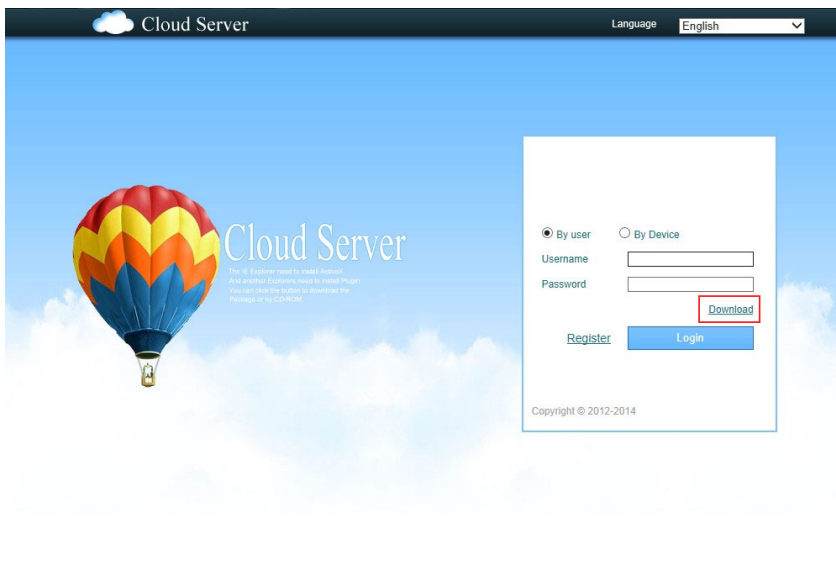 Cloud Server
Language
English
Cloud Server
The IE Explorer need to install ActiveX.
And another Explorers need to install Plugin.
You can click the button to download the
Package or by CD-ROM.
By user By Device
Username
Password
Download
Register Login
Copyright © 2012-2014